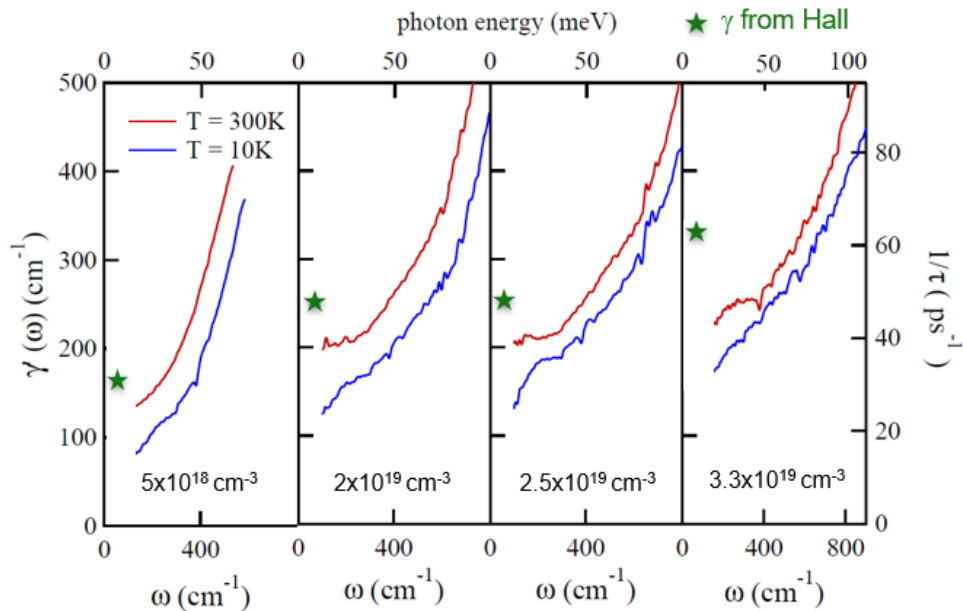 photon energy (meV)
★ γ from Hall
0 50 0 50 0 50 0 50 100
500
400
300
200
100
0
γ′ (ω) (cm⁻¹)
T = 300K
T = 10K
80
60
40
20
0
1/τ ( ps⁻¹)
5x10¹⁸ cm⁻³
2x10¹⁹ cm⁻³
2.5x10¹⁹ cm⁻³
3.3x10¹⁹ cm⁻³
0 400 0 400 0 400 0 400 800
ω (cm⁻¹) ω (cm⁻¹) ω (cm⁻¹) ω (cm⁻¹)